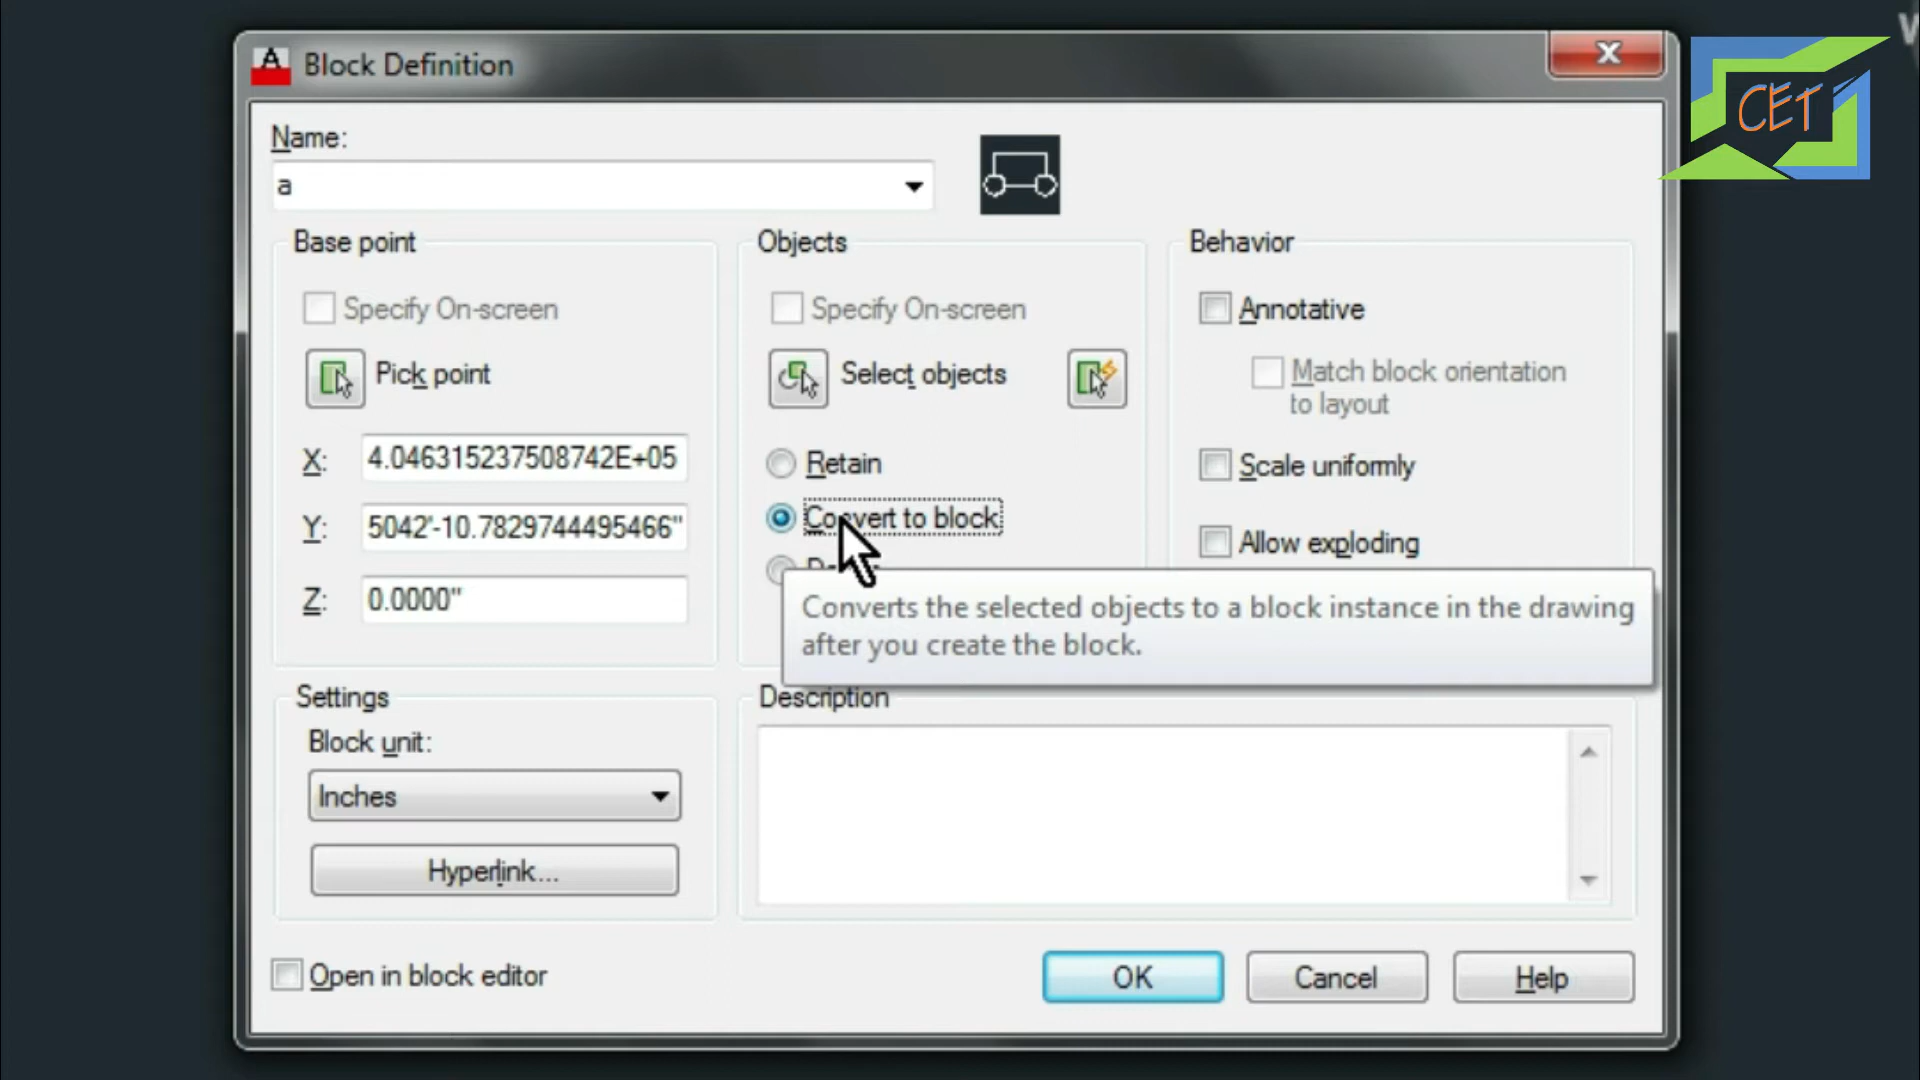 Block Definition
CET
Name:
a
Base point
Specify On-screen
Pick point
X: 4.046315237508742E+05
Y: 5042'-10.7829744495466"
Z: 0.0000"
Objects
Specify On-screen
Select objects
Retain
Convert to block
Converts the selected objects to a block instance in the drawing
after you create the block.
Behavior
Annotative
Match block orientation
to layout
Scale uniformly
Allow exploding
Settings
Block unit:
Inches
Hyperlink...
Description
Open in block editor
OK
Cancel
Help